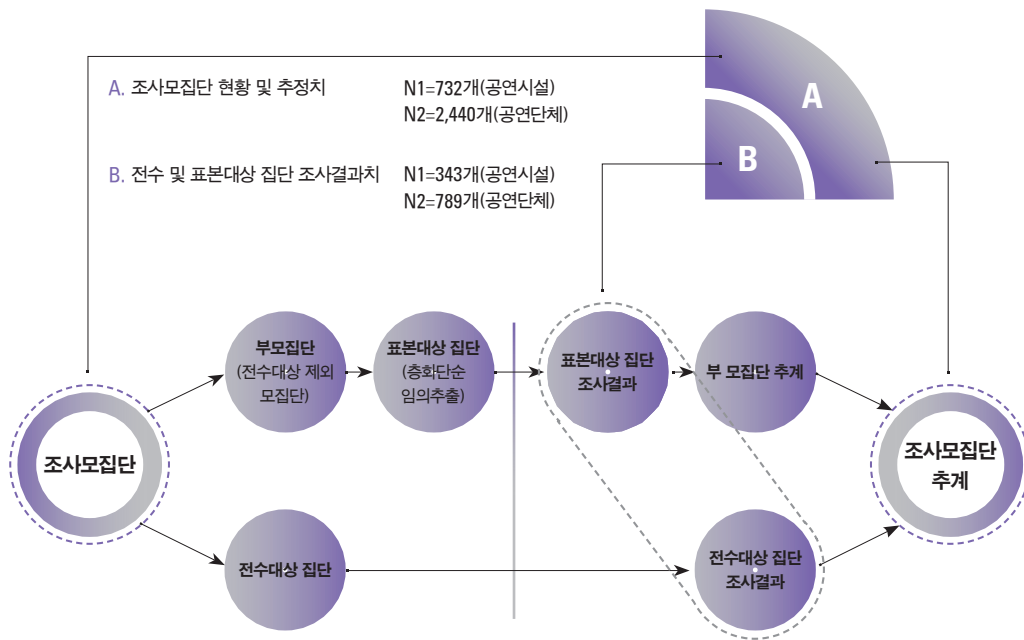 A. 조사모집단 현황 및 추정치 N1=732개(공연시설)
N2=2,440개(공연단체)
B. 전수 및 표본대상 집단 조사결과치 N1=343개(공연시설)
N2=789개(공연단체)
A
B
조사모집단
부모집단
(전수대상 제외
모집단)
표본대상 집단
(층화단순
임의추출)
표본대상 집단
조사결과
부 모집단 추계
전수대상 집단
전수대상 집단
조사결과
조사모집단
추계